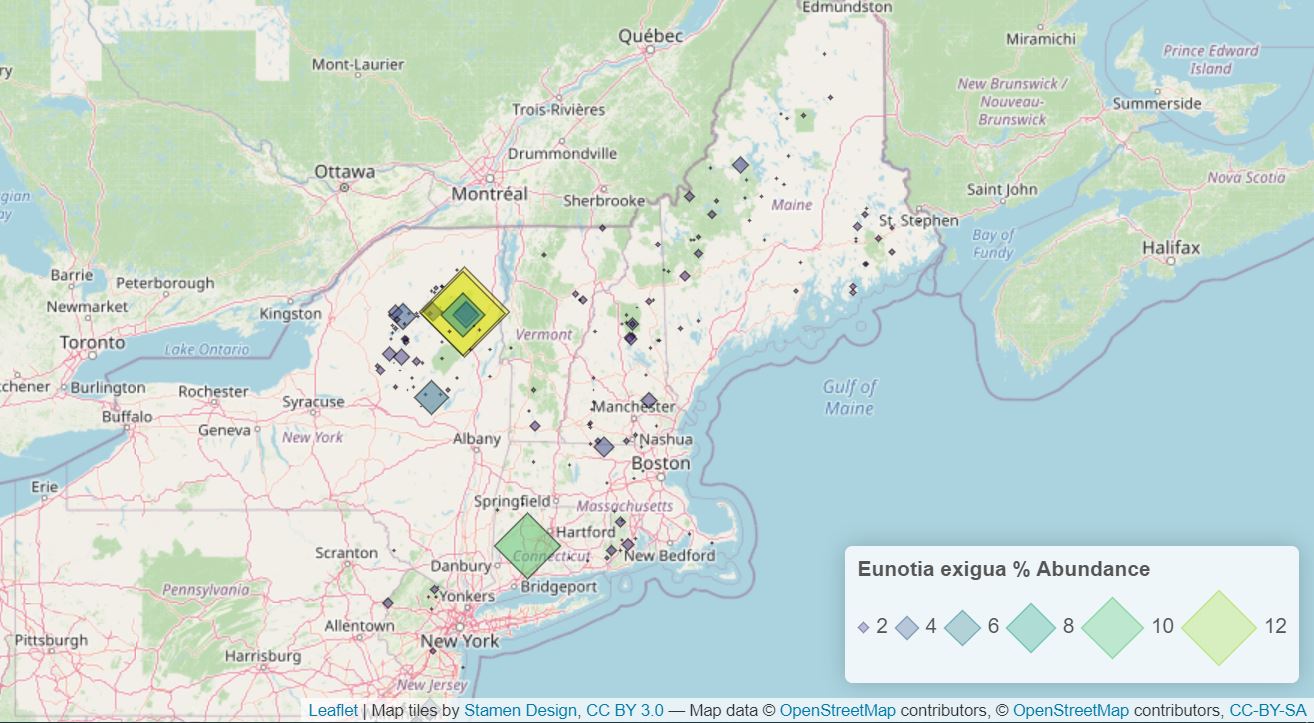 Edmundston
Miramichi
Québec
Prince Edward
Island
Mont-Laurier
New Brunswick /
Nouveau-
Brunswick
Summerside
Trois-Rivières
Drummondville
Ottawa
Montréal
Sherbrooke
Nova Scotia
Saint John
Maine
St. Stephen
Bay of
Fundy
Halifax
Barrie
Peterborough
Newmarket
Kingston
Toronto
Lake Ontario
Vermont
Burlington
Rochester
Buffalo
Syracuse
Geneva
New York
Albany
Gulf of
Maine
Manchester
Nashua
Boston
Erie
Springfield
Massachusetts
Hartford
Connecticut
New Bedford
Scranton
Danbury
Bridgeport
Pennsylvania
Yonkers
Allentown
New York
Pittsburgh
Harrisburg
New Jersey
Eunotia exigua % Abundance
2 4 6 8 10 12
Leaflet | Map tiles by Stamen Design, CC BY 3.0 — Map data © OpenStreetMap contributors, © OpenStreetMap contributors, CC-BY-SA